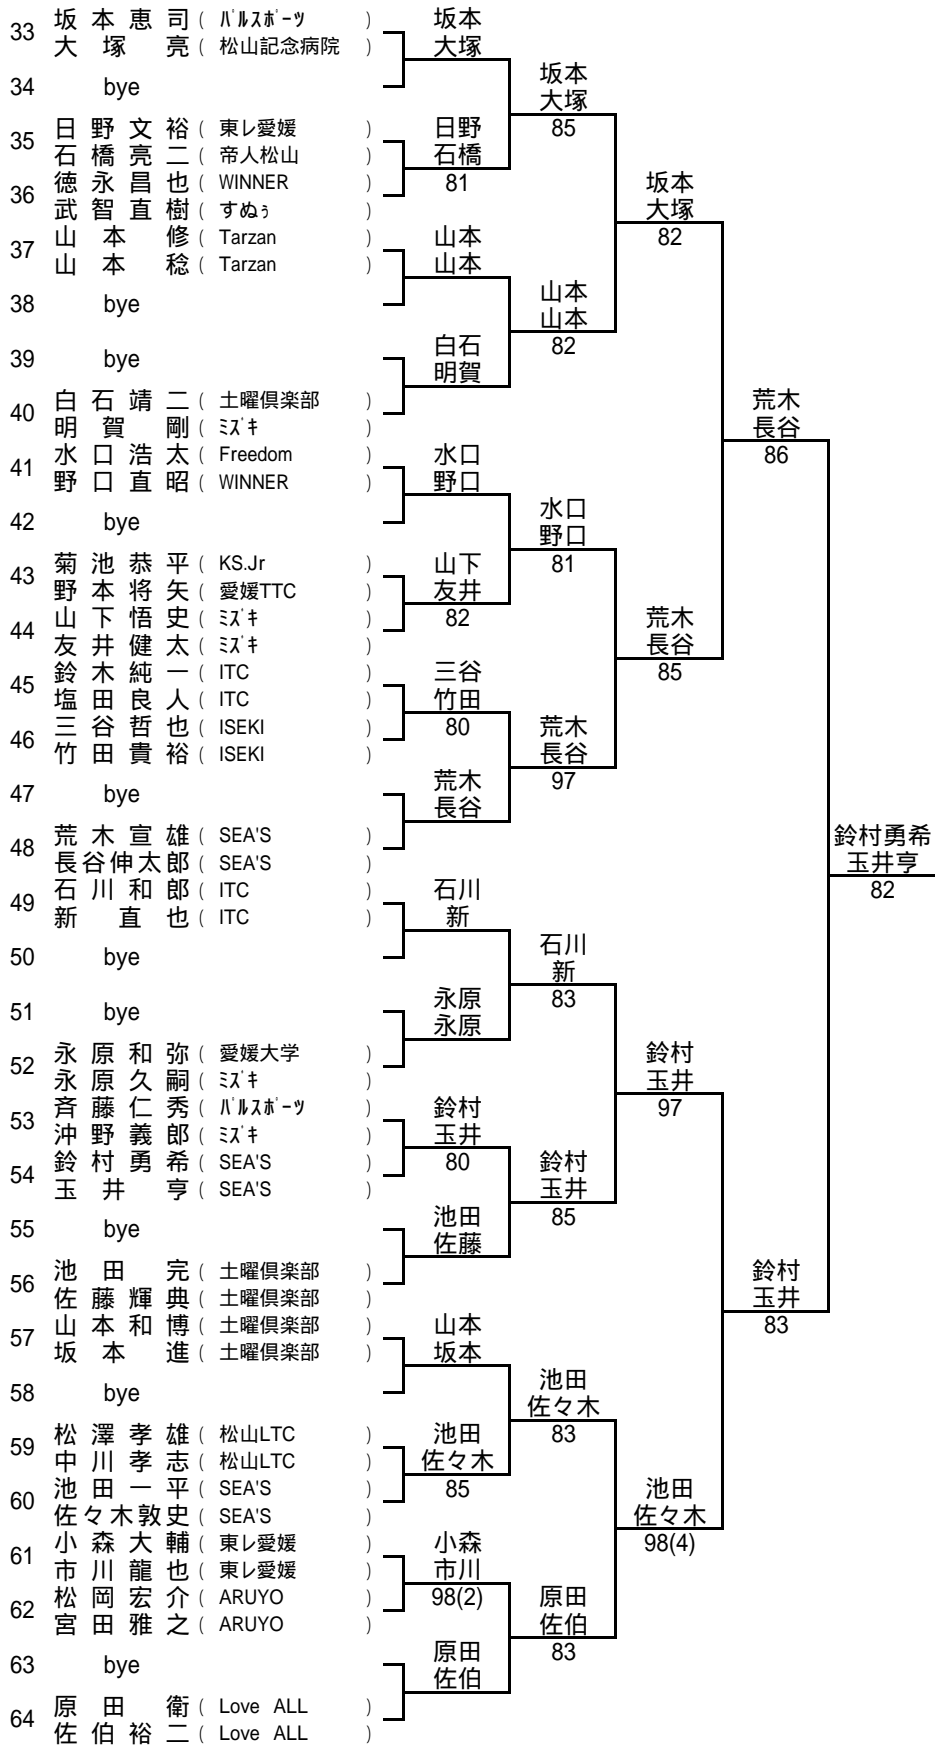 33 坂本恵司 ( ﾊﾟﾙｽﾎﾟｰﾂ )
大塚亮 ( 松山記念病院 )
34 bye
35 日野文裕 ( 東レ愛媛 )
石橋亮二 ( 帝人松山 )
36 徳永昌也 ( WINNER )
武智直樹 ( すぬぅ )
37 山本修 ( Tarzan )
山本稔 ( Tarzan )
38 bye
39 bye
40 白石靖二 ( 土曜倶楽部 )
明賀剛 ( ﾐｽﾞｷ )
41 水口浩太 ( Freedom )
野口直昭 ( WINNER )
42 bye
43 菊池恭平 ( KS.Jr )
野本将矢 ( 愛媛TTC )
44 山下悟史 ( ﾐｽﾞｷ )
友井健太 ( ﾐｽﾞｷ )
45 鈴木純一 ( ITC )
塩田良人 ( ITC )
46 三谷哲也 ( ISEKI )
竹田貴裕 ( ISEKI )
47 bye
48 荒木宣雄 ( SEA'S )
長谷伸太郎 ( SEA'S )
49 石川和郎 ( ITC )
新直也 ( ITC )
50 bye
51 bye
52 永原和弥 ( 愛媛大学 )
永原久嗣 ( ﾐｽﾞｷ )
53 斉藤仁秀 ( ﾊﾟﾙｽﾎﾟｰﾂ )
沖野義郎 ( ﾐｽﾞｷ )
54 鈴村勇希 ( SEA'S )
玉井亨 ( SEA'S )
55 bye
56 池田完 ( 土曜倶楽部 )
佐藤輝典 ( 土曜倶楽部 )
57 山本和博 ( 土曜倶楽部 )
坂本進 ( 土曜倶楽部 )
58 bye
59 松澤孝雄 ( 松山LTC )
中川孝志 ( 松山LTC )
60 池田一平 ( SEA'S )
佐々木敦史 ( SEA'S )
61 小森大輔 ( 東レ愛媛 )
市川龍也 ( 東レ愛媛 )
62 松岡宏介 ( ARUYO )
宮田雅之 ( ARUYO )
63 bye
64 原田衛 ( Love ALL )
佐伯裕二 ( Love ALL )
坂本
大塚
日野
石橋
81
山本
山本
白石
明賀
水口
野口
山下
友井
82
三谷
竹田
80
荒木
長谷
石川
新
永原
永原
鈴村
玉井
80
池田
佐藤
山本
坂本
池田
佐々木
85
小森
市川
98(2)
原田
佐伯
坂本
大塚
85
山本
山本
82
水口
野口
81
荒木
長谷
97
石川
新
83
鈴村
玉井
85
池田
佐々木
83
原田
佐伯
83
坂本
大塚
82
荒木
長谷
85
鈴村
玉井
97
池田
佐々木
98(4)
荒木
長谷
86
鈴村
玉井
83
鈴村勇希
玉井亨
82